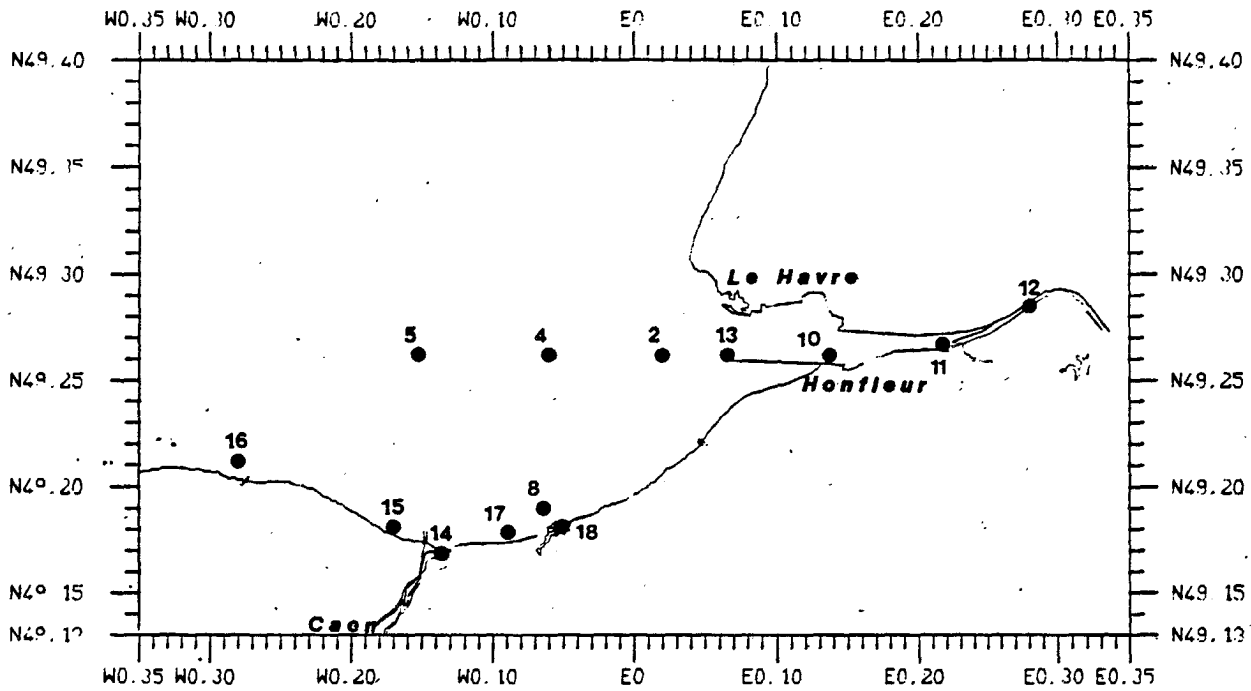 W0.35 W0.30 W0.20 W0.10 E0 E0.10 E0.20 E0.30 E0.35
N49.40 N49.40
N49.35 N49.35
N49.30 N49.30
Le Havre
12
5 4 2 13 10
11
N49.25 N49.25
Honfleur
16
N49.20 N49.20
8
15 17
14 18
N49.15 N49.15
Caen
N49.13 N49.13
W0.35 W0.30 W0.20 W0.10 E0 E0.10 E0.20 E0.30 E0.35